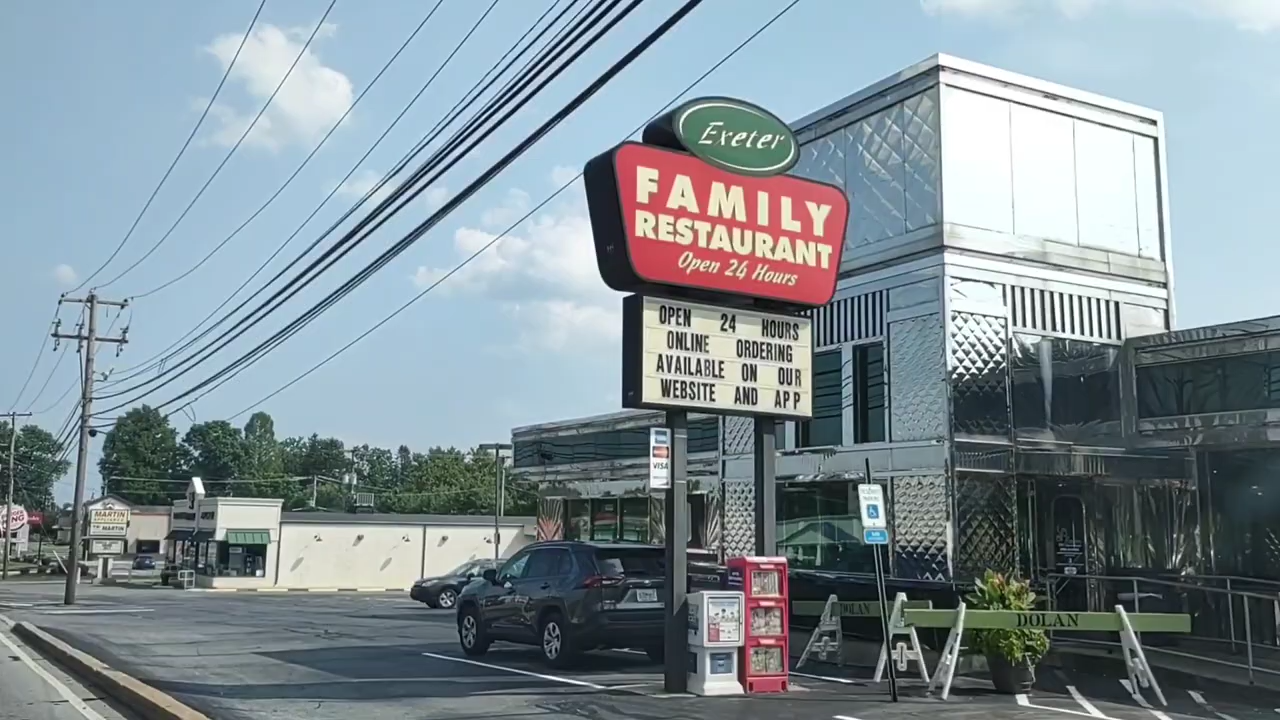 Exeter
FAMILY
RESTAURANT
Open 24 Hours
OPEN 24 HOURS
ONLINE ORDERING
AVAILABLE ON OUR
WEBSITE AND APP
VISA
MARTIN
MARTIN
DOLAN
DOLAN